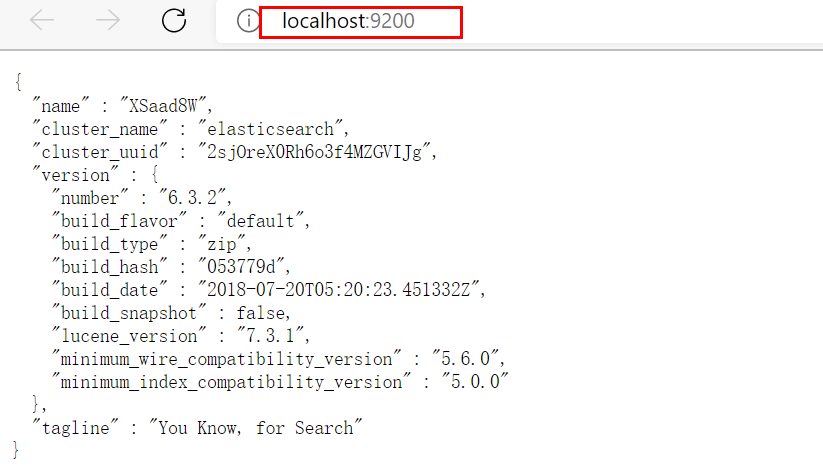 localhost:9200
{
"name" : "XSaad8W",
"cluster_name" : "elasticsearch",
"cluster_uuid" : "2sjOreX0Rh6o3f4MZGVIJg",
"version" : {
"number" : "6.3.2",
"build_flavor" : "default",
"build_type" : "zip",
"build_hash" : "053779d",
"build_date" : "2018-07-20T05:20:23.451332Z",
"build_snapshot" : false,
"lucene_version" : "7.3.1",
"minimum_wire_compatibility_version" : "5.6.0",
"minimum_index_compatibility_version" : "5.0.0"
},
"tagline" : "You Know, for Search"
}